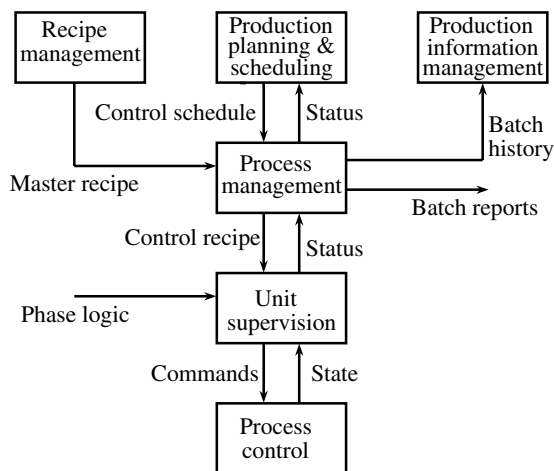 Recipe
management
Production
planning &
scheduling
Production
information
management
Control schedule
Status
Batch
history
Master recipe
Process
management
Batch reports
Control recipe
Status
Phase logic
Unit
supervision
Commands
State
Process
control